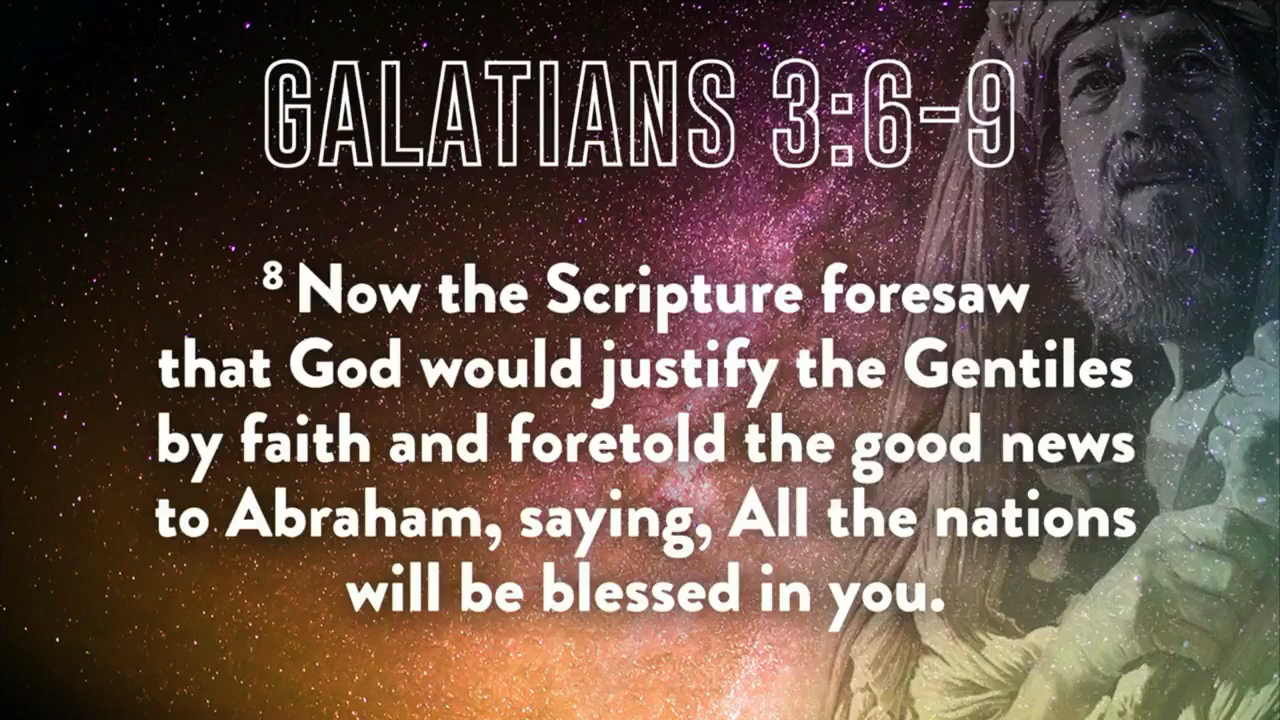 GALATIANS 3:6-9
⁸ Now the Scripture foresaw
that God would justify the Gentiles
by faith and foretold the good news
to Abraham, saying, All the nations
will be blessed in you.